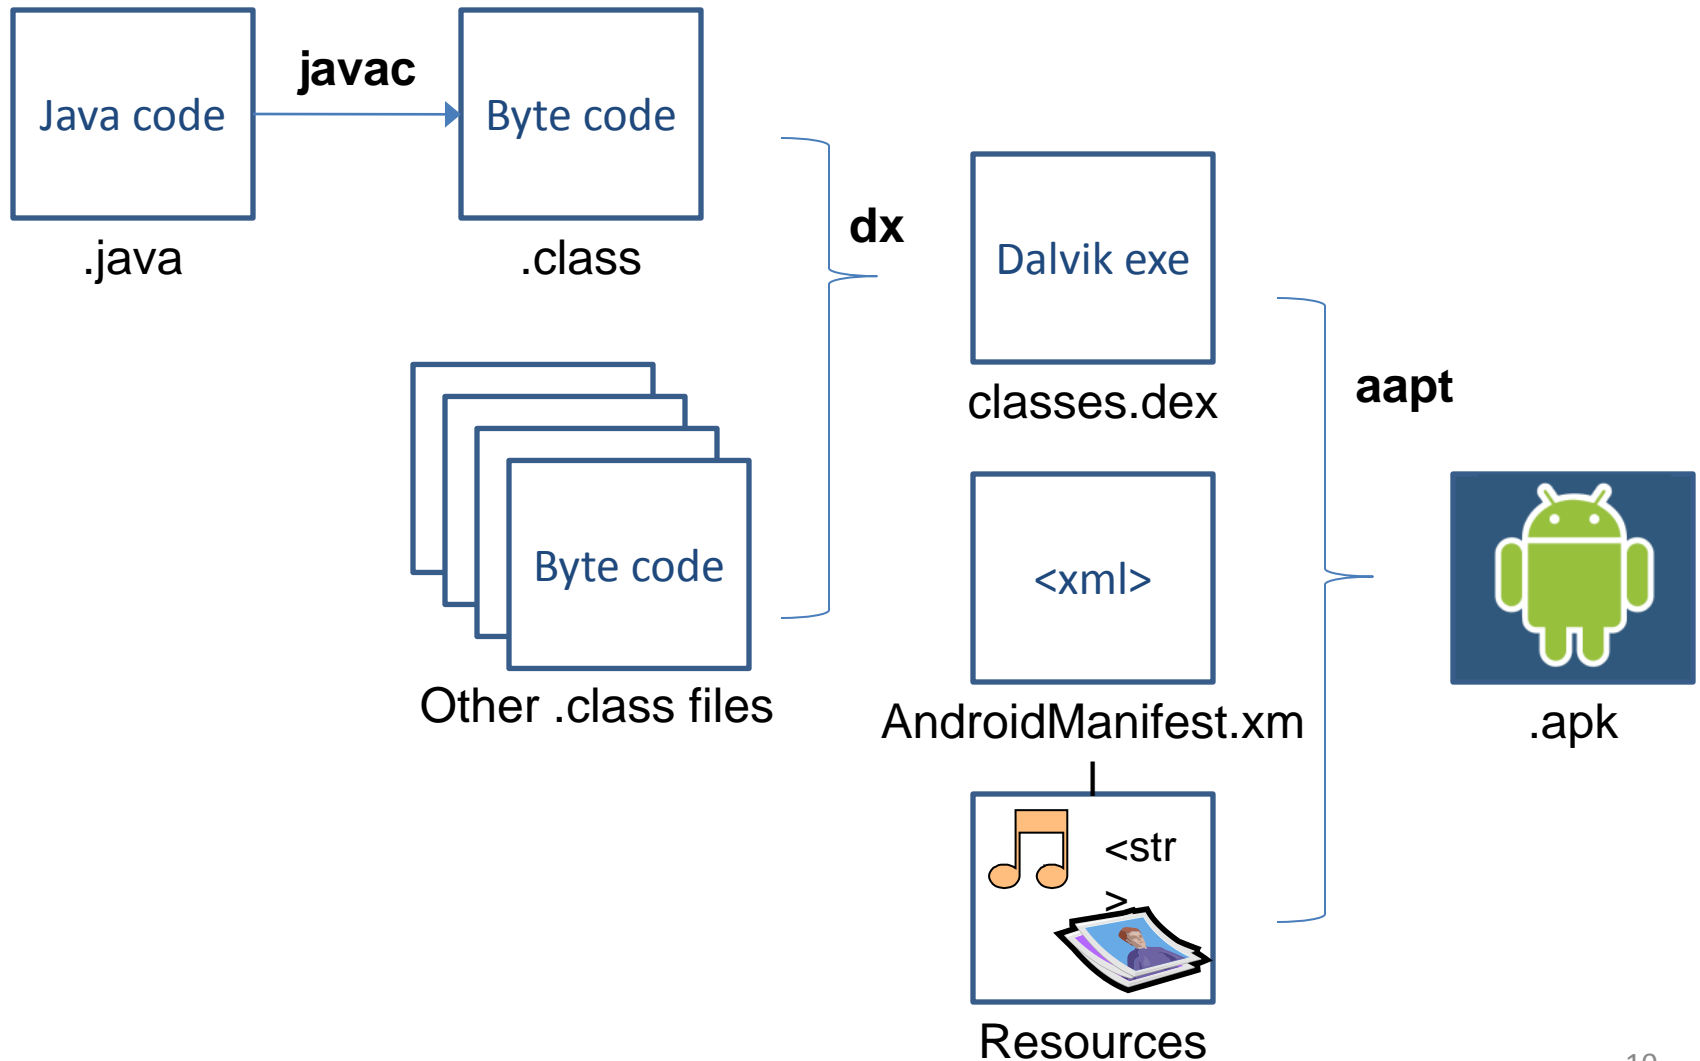 javac
Java code
Byte code
.java
.class
dx
Dalvik exe
classes.dex
aapt
Byte code
Other .class files
<xml>
AndroidManifest.xm
l
<str
>
Resources
.apk